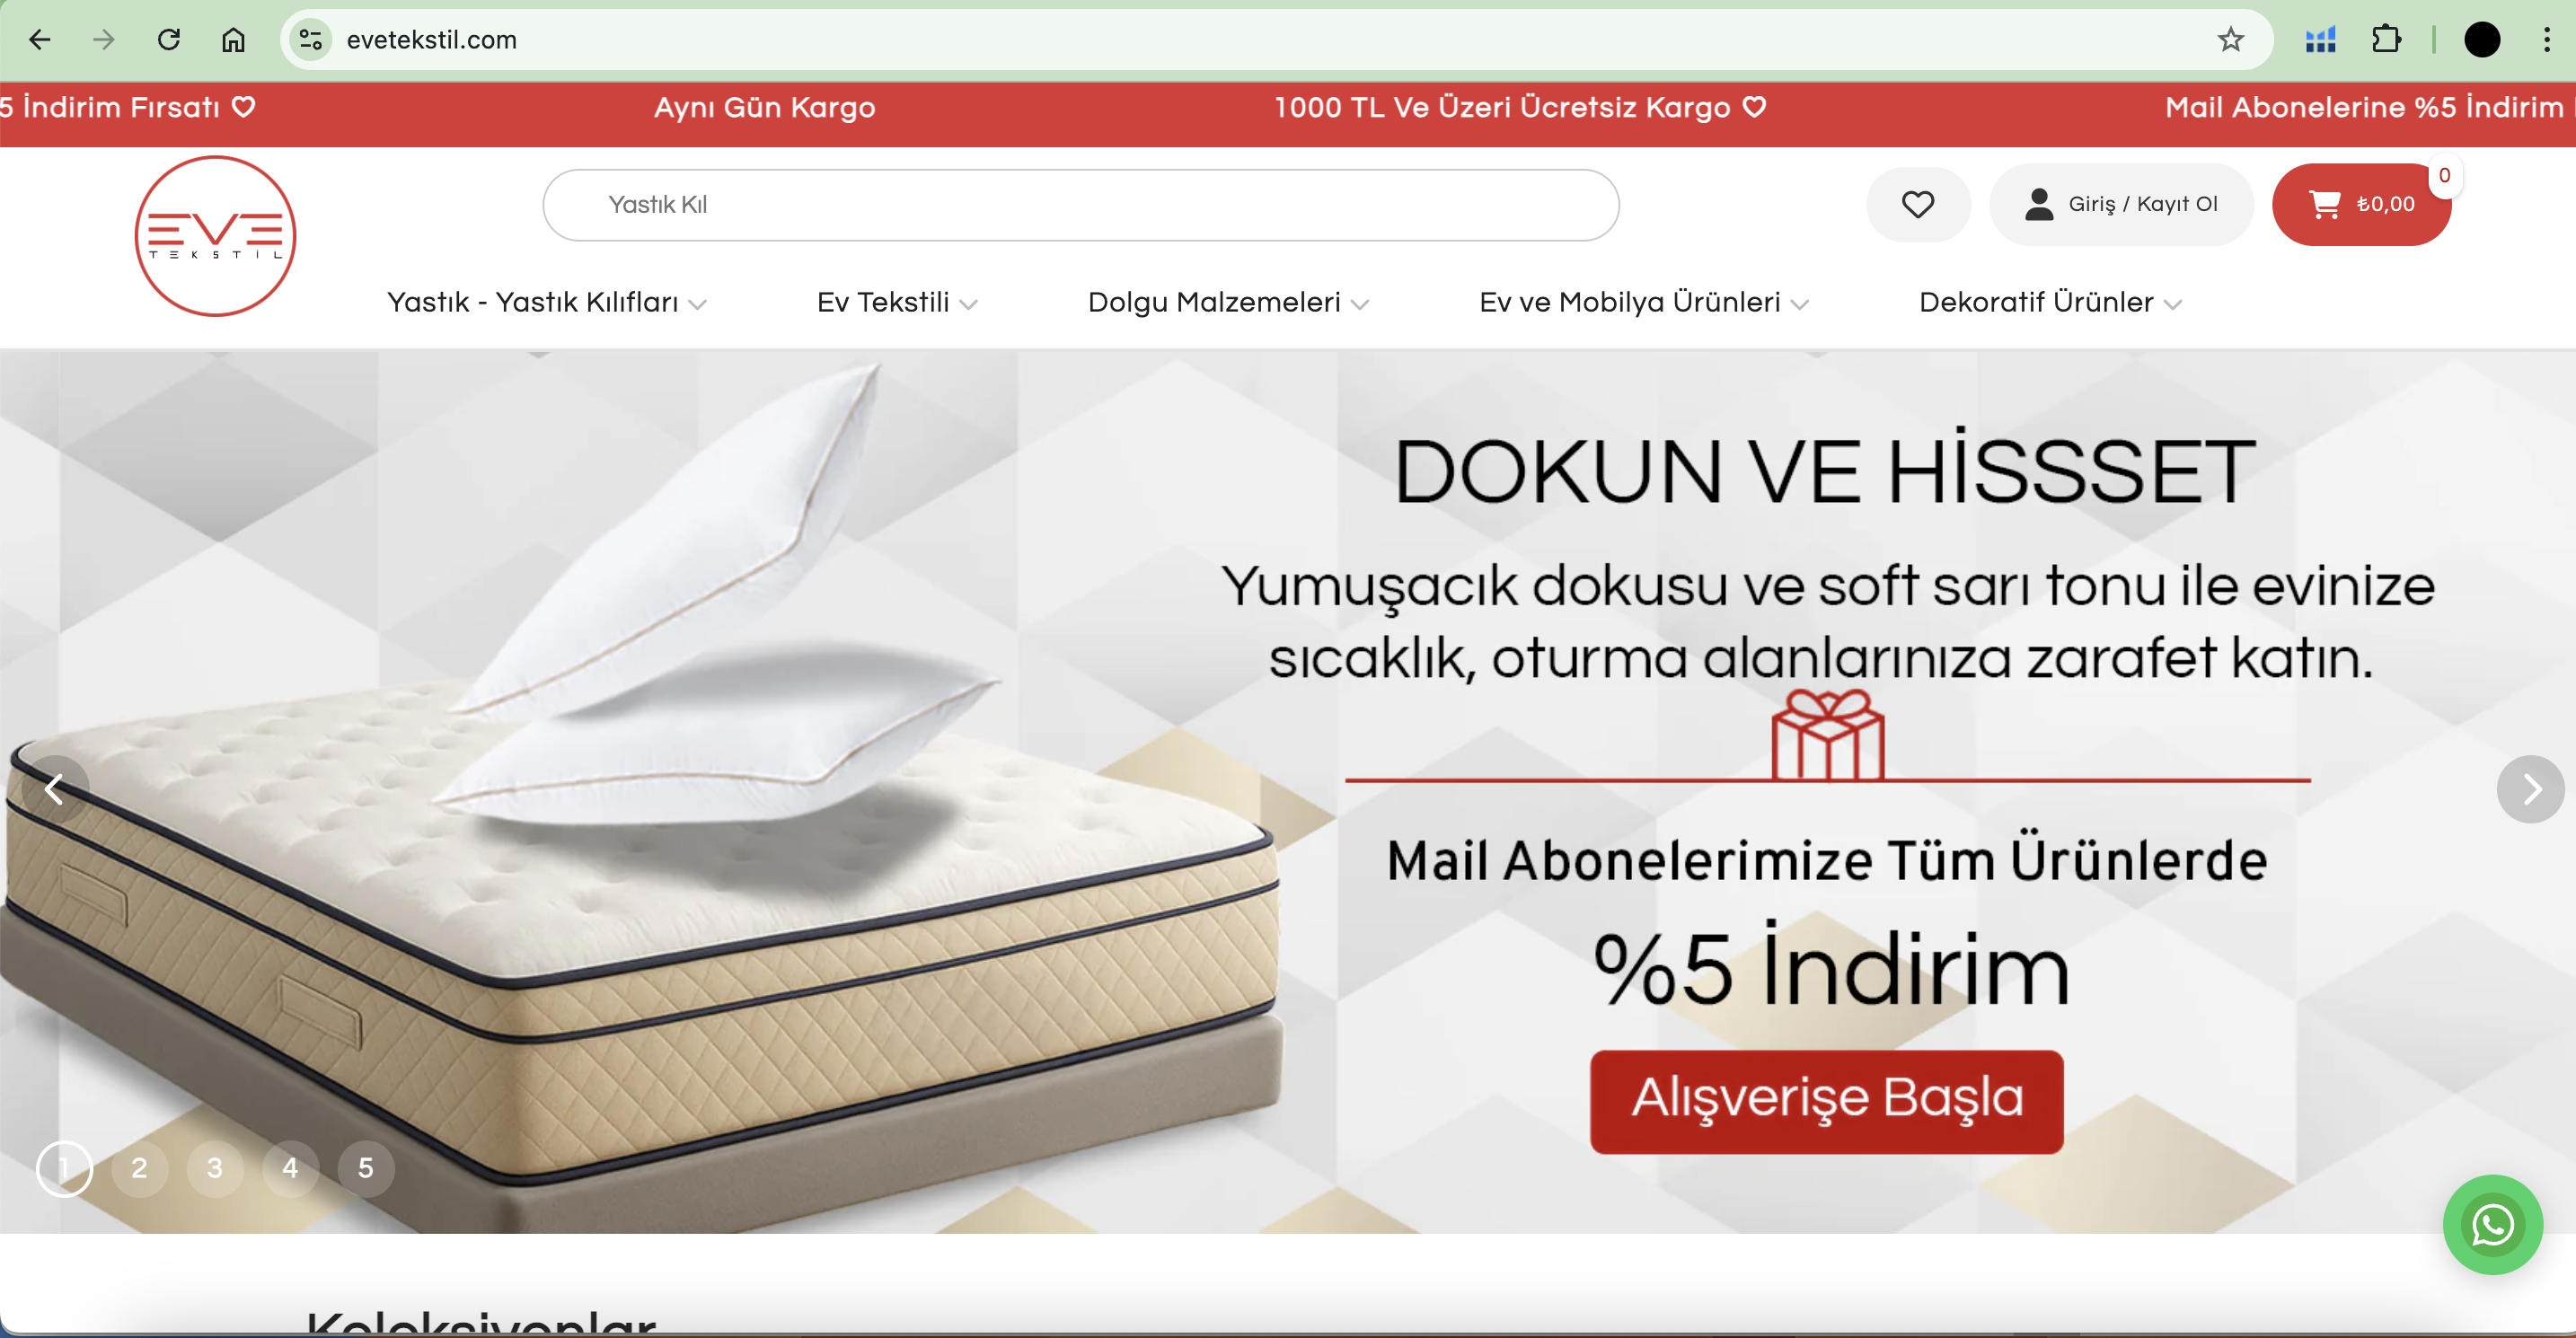 evetekstil.com
5 İndirim Fırsatı
Aynı Gün Kargo
1000 TL Ve Üzeri Ücretsiz Kargo
Mail Abonelerine %5 İndirim
EVE
TEKSTİL
Yastık Kıl
Giriş / Kayıt Ol
₺0,00
0
Yastık - Yastık Kılıfları
Ev Tekstili
Dolgu Malzemeleri
Ev ve Mobilya Ürünleri
Dekoratif Ürünler
DOKUN VE HİSSSET
Yumuşacık dokusu ve soft sarı tonu ile evinize
sıcaklık, oturma alanlarınıza zarafet katın.
Mail Abonelerimize Tüm Ürünlerde
%5 İndirim
Alışverişe Başla
1 2 3 4 5
Koleksiyonlar